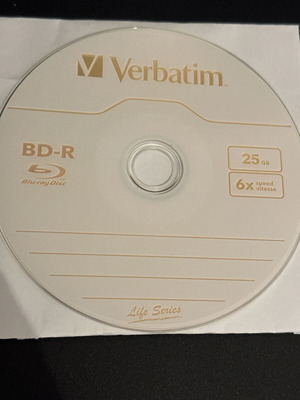 Verbatim
BD-R
Blu-ray Disc
25 GB
6x speed
vitesse
Life Series